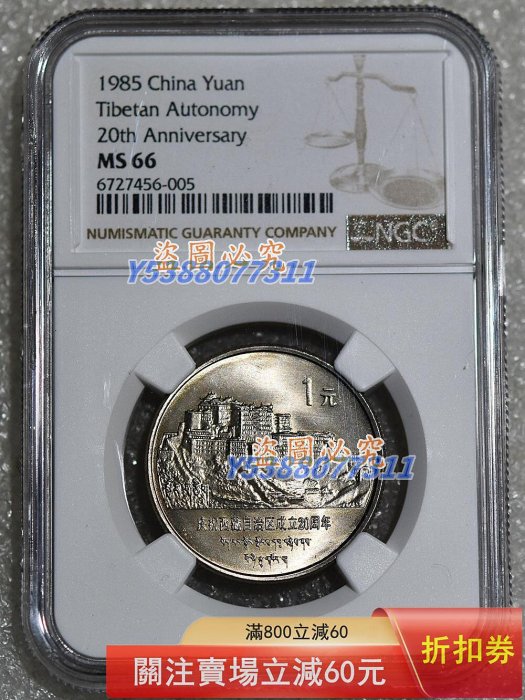 1985 China Yuan
Tibetan Autonomy
20th Anniversary
MS 66
6727456-005
NUMISMATIC GUARANTY COMPANY
NGC
盜圖必究
Y5388077311
1元
盜圖必究
Y5388077311
自治区成立20周年
滿800立減60
關注賣場立減60元
折扣券